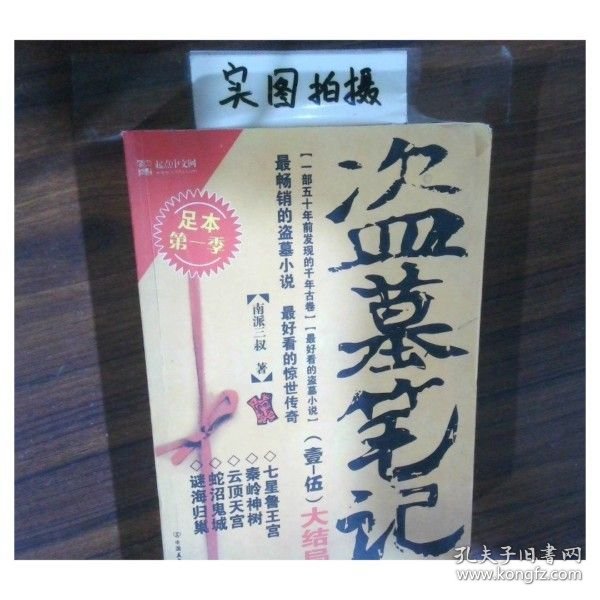 实图拍摄
起点中文网
足本
第一季
盗墓笔记
【一部五十年前发现的千年古卷】【最好看的盗墓小说】
最畅销的盗墓小说 最好看的惊世传奇
【南派三叔 著】
(壹-伍)大结局
◇七星鲁王宫
◇秦岭神树
◇云顶天宫
◇蛇沼鬼城
◇谜海归巢
孔夫子旧书网
www.kongfz.com